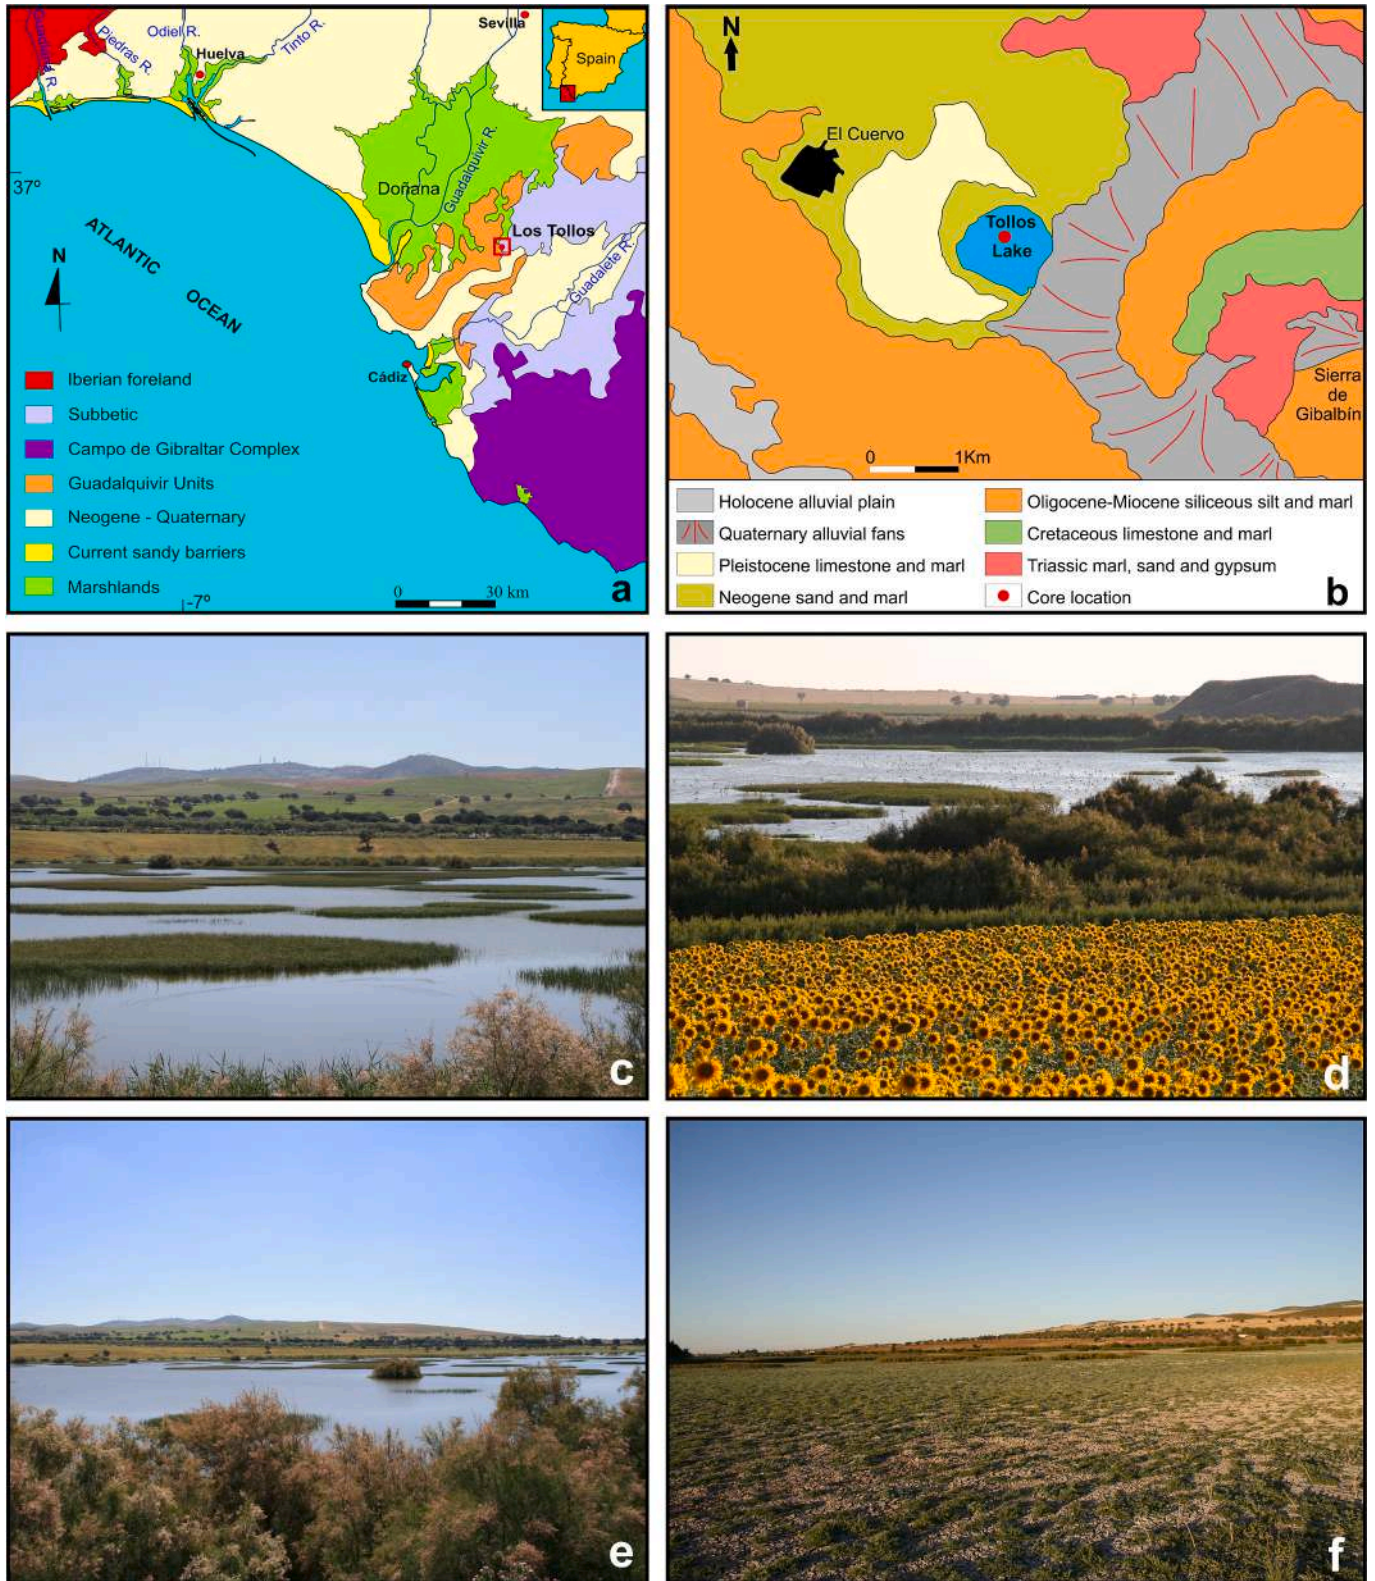 Guadiana R.
Piedras R.
Odiel R.
Huelva
Tinto R.
Sevilla
Spain
37º
Doñana
Guadalquivir R.
Los Tollos
Guadalete R.
ATLANTIC
OCEAN
N
Cádiz
Iberian foreland
Subbetic
Campo de Gibraltar Complex
Guadalquivir Units
Neogene - Quaternary
Current sandy barriers
Marshlands
-7º
0 30 km
a
N
El Cuervo
Tollos
Lake
Sierra
de
Gibalbín
0 1Km
Holocene alluvial plain
Quaternary alluvial fans
Pleistocene limestone and marl
Neogene sand and marl
Oligocene-Miocene siliceous silt and marl
Cretaceous limestone and marl
Triassic marl, sand and gypsum
Core location
b
c
d
e
f